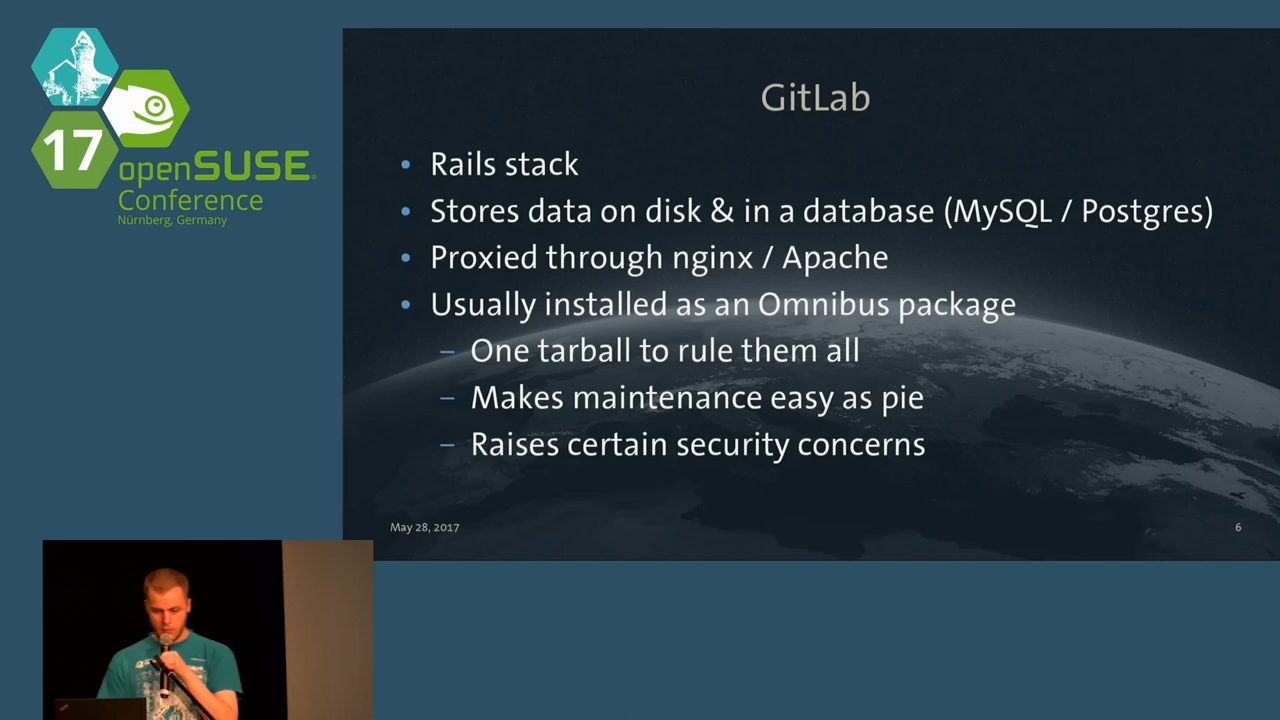 17
openSUSE
Conference
Nürnberg, Germany
GitLab
• Rails stack
• Stores data on disk & in a database (MySQL / Postgres)
• Proxied through nginx / Apache
• Usually installed as an Omnibus package
– One tarball to rule them all
– Makes maintenance easy as pie
– Raises certain security concerns
May 28, 2017
6